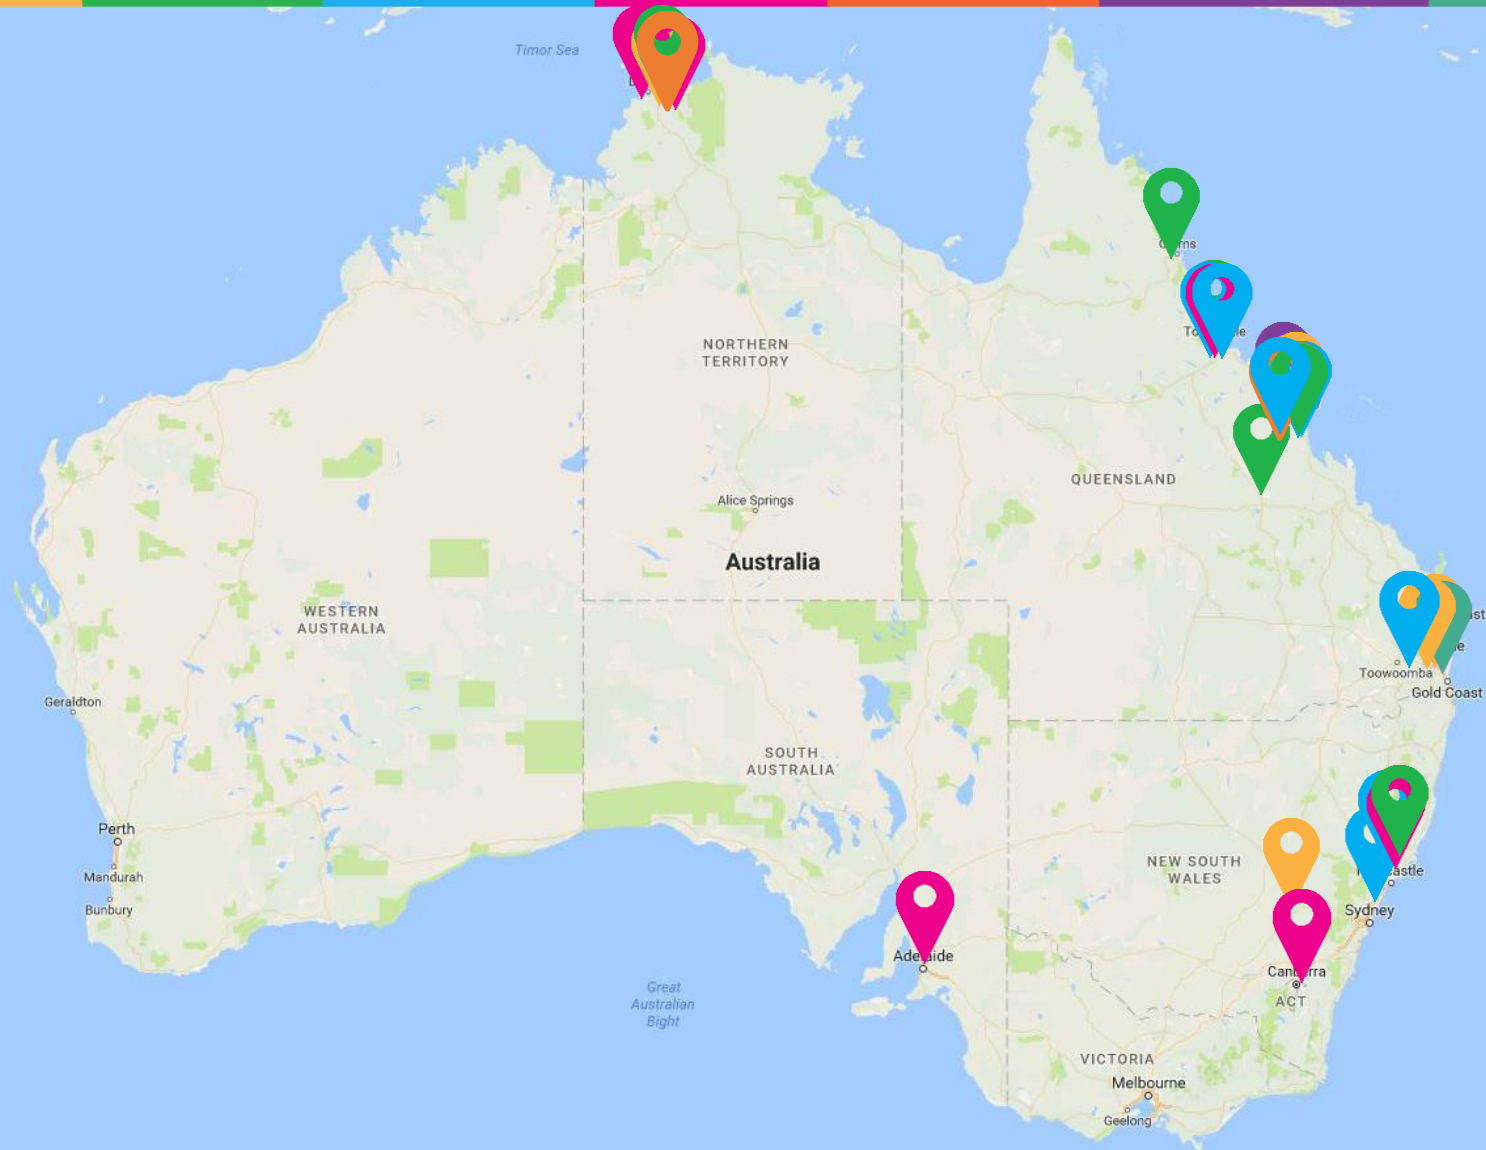 Timor Sea
NORTHERN
TERRITORY
QUEENSLAND
Alice Springs
Australia
WESTERN
AUSTRALIA
Toowoomba
Gold Coast
Geraldton
SOUTH
AUSTRALIA
Perth
Mandurah
Bunbury
NEW SOUTH
WALES
Sydney
Great
Australian
Bight
ACT
VICTORIA
Melbourne
Geelong